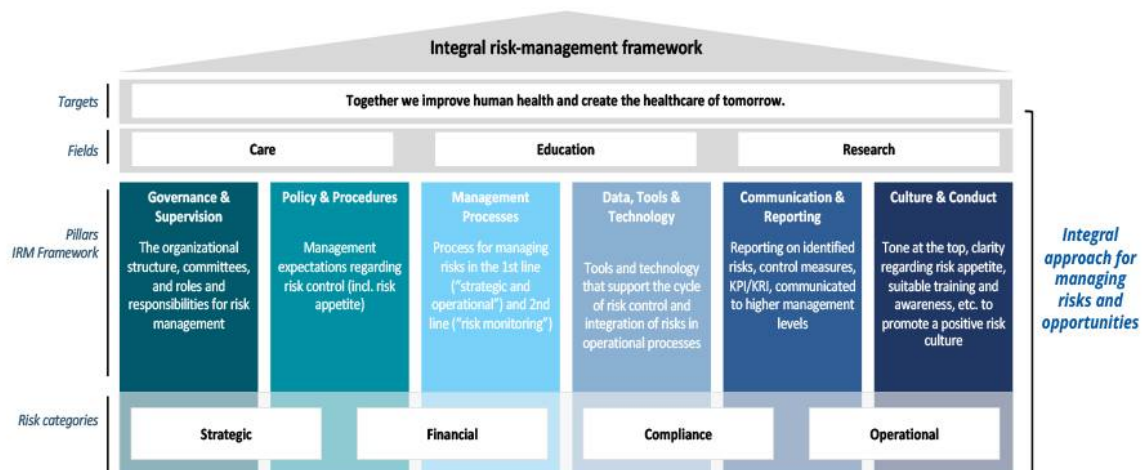 Integral risk-management framework
Targets
Together we improve human health and create the healthcare of tomorrow.
Fields
Care
Education
Research
Pillars
IRM Framework
Governance &
Supervision
The organizational
structure, committees,
and roles and
responsibilities for risk
management
Policy & Procedures
Management
expectations regarding
risk control (incl. risk
appetite)
Management
Processes
Process for managing
risks in the 1st line
("strategic and
operational") and 2nd
line ("risk monitoring")
Data, Tools &
Technology
Tools and technology
that support the cycle
of risk control and
integration of risks in
operational processes
Communication &
Reporting
Reporting on identified
risks, control measures,
KPI/KRI, communicated
to higher management
levels
Culture & Conduct
Tone at the top, clarity
regarding risk appetite,
suitable training and
awareness, etc. to
promote a positive risk
culture
Integral
approach for
managing
risks and
opportunities
Risk categories
Strategic
Financial
Compliance
Operational